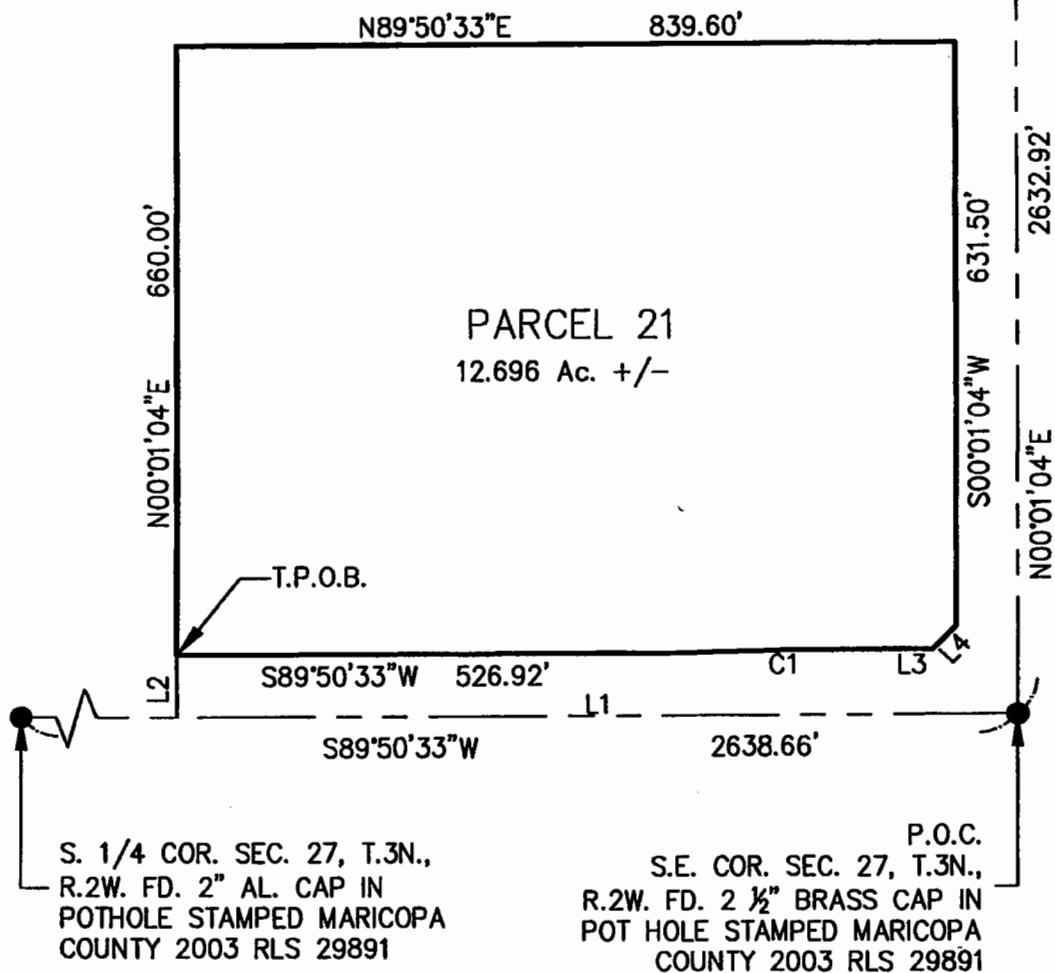 N89°50'33"E 839.60'
2632.92'
660.00'
631.50'
PARCEL 21
12.696 Ac. +/-
N00°01'04"E
S00°01'04"W
N00°01'04"E
T.P.O.B.
L2
S89°50'33"W 526.92'
C1
L3
L4
L1
S89°50'33"W 2638.66'
S. 1/4 COR. SEC. 27, T.3N.,
R.2W. FD. 2" AL. CAP IN
POTHOLE STAMPED MARICOPA
COUNTY 2003 RLS 29891
P.O.C.
S.E. COR. SEC. 27, T.3N.,
R.2W. FD. 2 ½" BRASS CAP IN
POT HOLE STAMPED MARICOPA
COUNTY 2003 RLS 29891